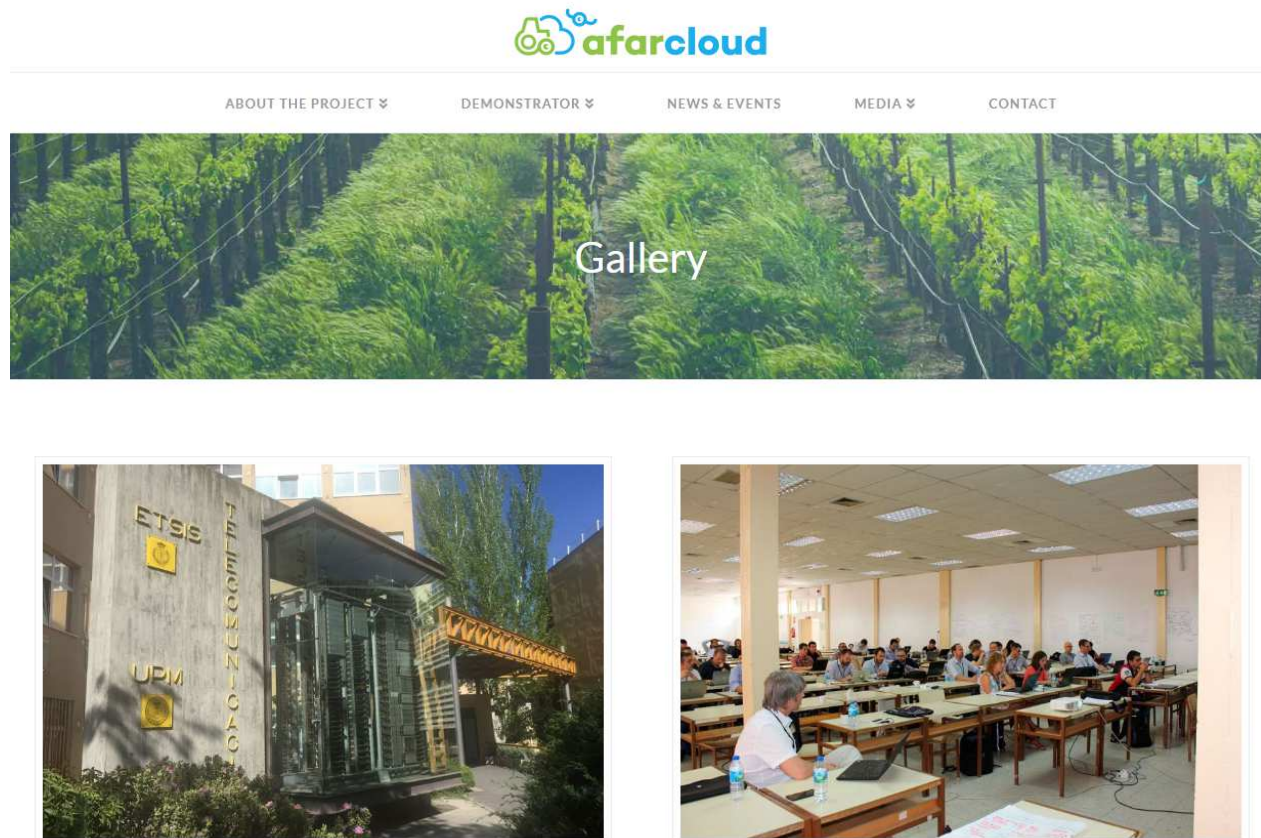 afarcloud
ABOUT THE PROJECT
DEMONSTRATOR
NEWS & EVENTS
MEDIA
CONTACT
Gallery
ETSIS
TELECOMUNICACI
UPM